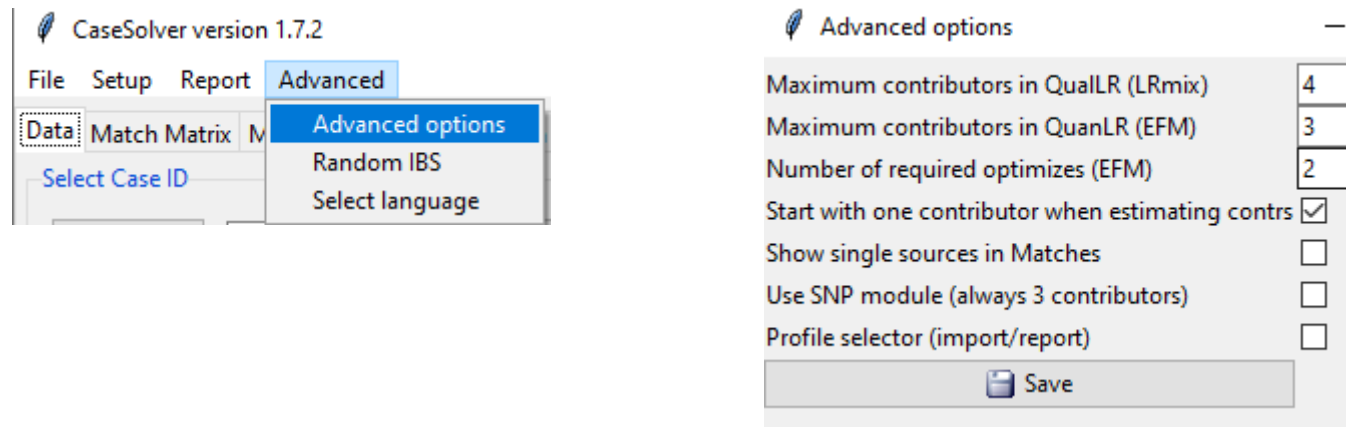 CaseSolver version 1.7.2
File Setup Report Advanced
Data Match Matrix M
Advanced options
Random IBS
Select language
Select Case ID
Advanced options
Maximum contributors in QualLR (LRmix) 4
Maximum contributors in QuanLR (EFM) 3
Number of required optimizes (EFM) 2
Start with one contributor when estimating contrs
Show single sources in Matches
Use SNP module (always 3 contributors)
Profile selector (import/report)
Save